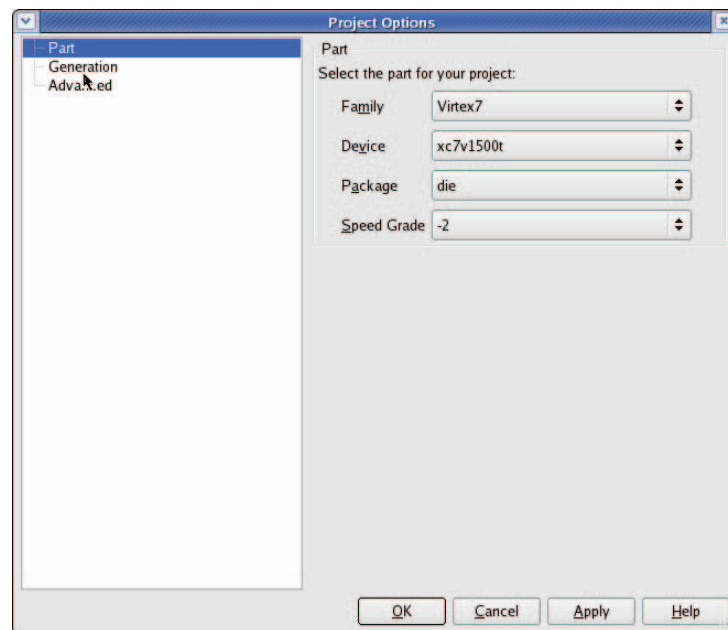 Project Options
Part
Generation
Part
Select the part for your project:
Family Virtex7
Device xc7v1500t
Package die
Speed Grade -2
OK Cancel Apply Help